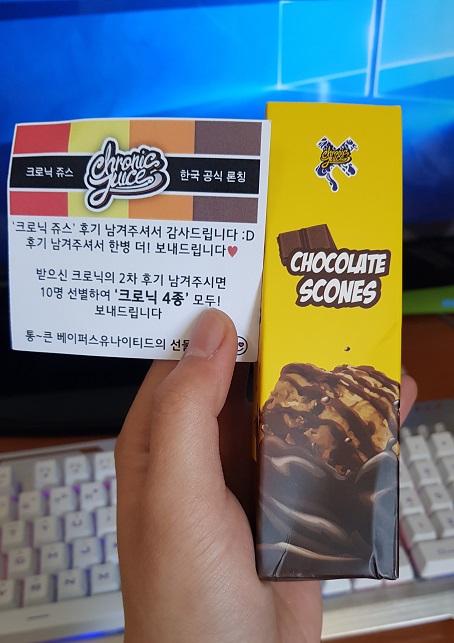 크로닉 쥬스
Chronic Juice
한국 공식 론칭
'크로닉 쥬스' 후기 남겨주셔서 감사드립니다 :D
후기 남겨주셔서 한병 더! 보내드립니다♥
받으신 크로닉의 2차 후기 남겨주시면
10명 선별하여 '크로닉 4종' 모두!
보내드립니다
통~큰 베이퍼스유나이티드의
CHOCOLATE
SCONES